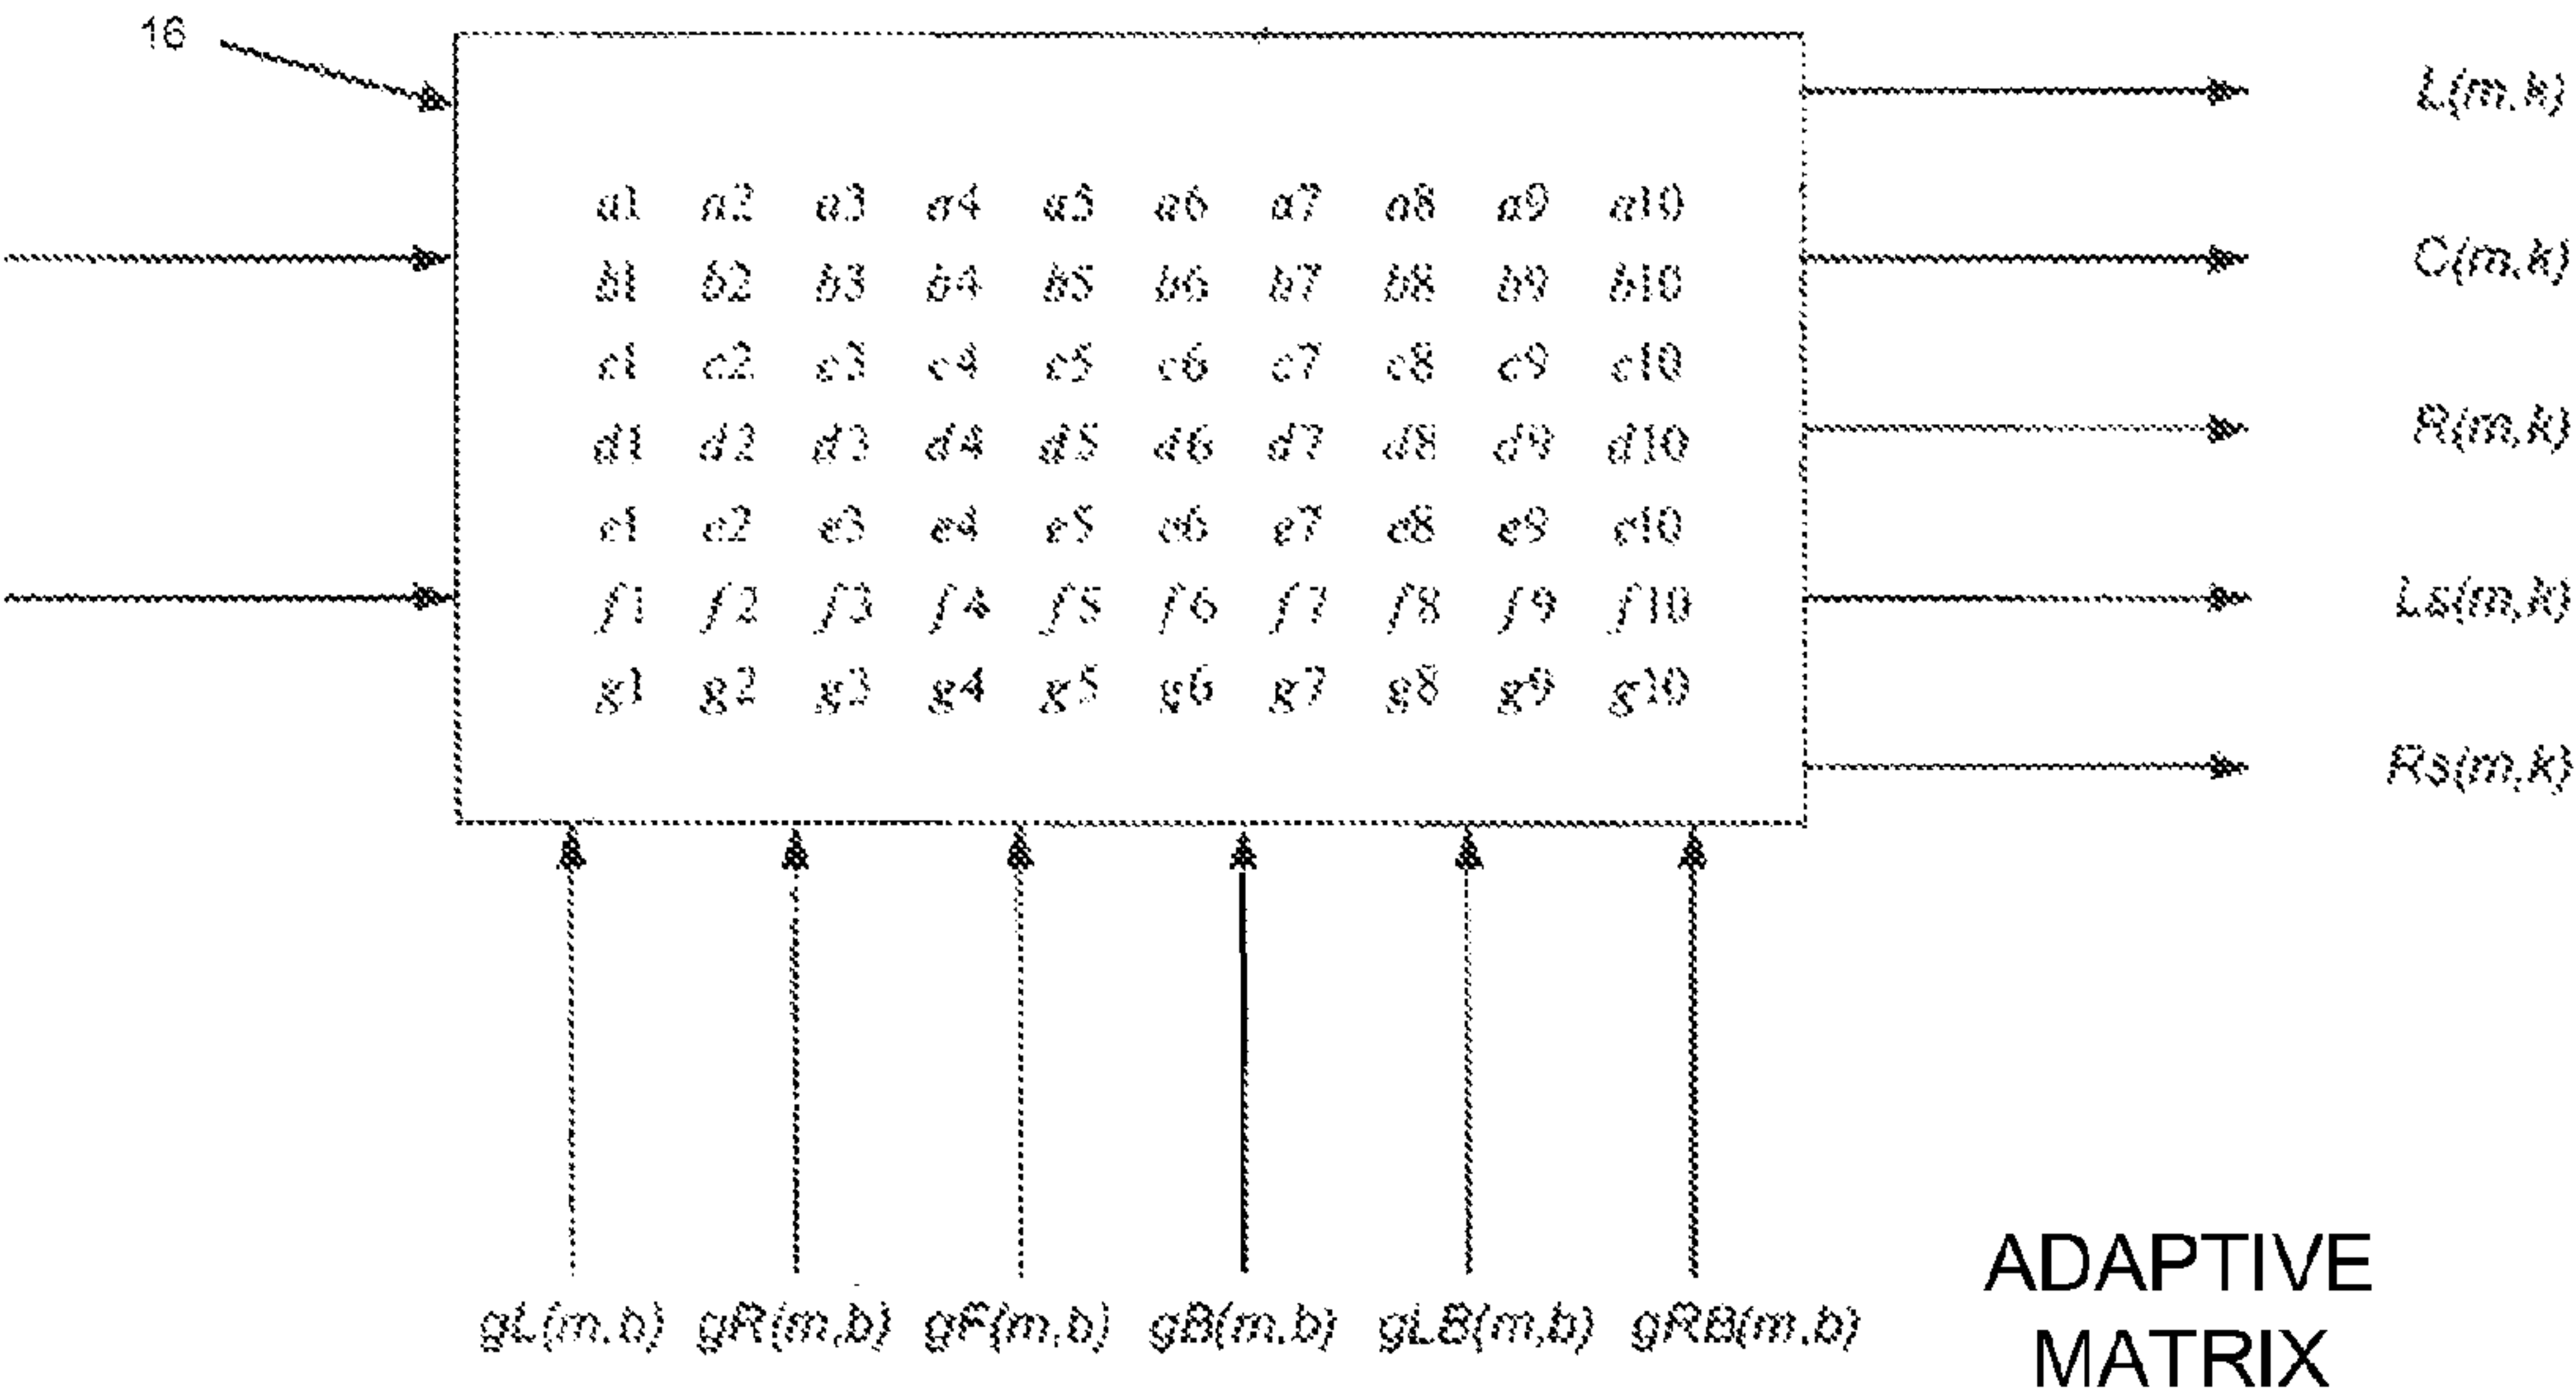 16
L(m,k)
a1 a2 a3 a4 a5 a6 a7 a8 a9 a10
C(m,k)
b1 b2 b3 b4 b5 b6 b7 b8 b9 b10
c1 c2 c3 c4 c5 c6 c7 c8 c9 c10
R(m,k)
d1 d2 d3 d4 d5 d6 d7 d8 d9 d10
e1 e2 e3 e4 e5 e6 e7 e8 e9 e10
Ls(m,k)
f1 f2 f3 f4 f5 f6 f7 f8 f9 f10
g1 g2 g3 g4 g5 g6 g7 g8 g9 g10
Rs(m,k)
gL(m,b) gR(m,b) gF(m,b) gB(m,b) gLB(m,b) gRB(m,b)
ADAPTIVE
MATRIX